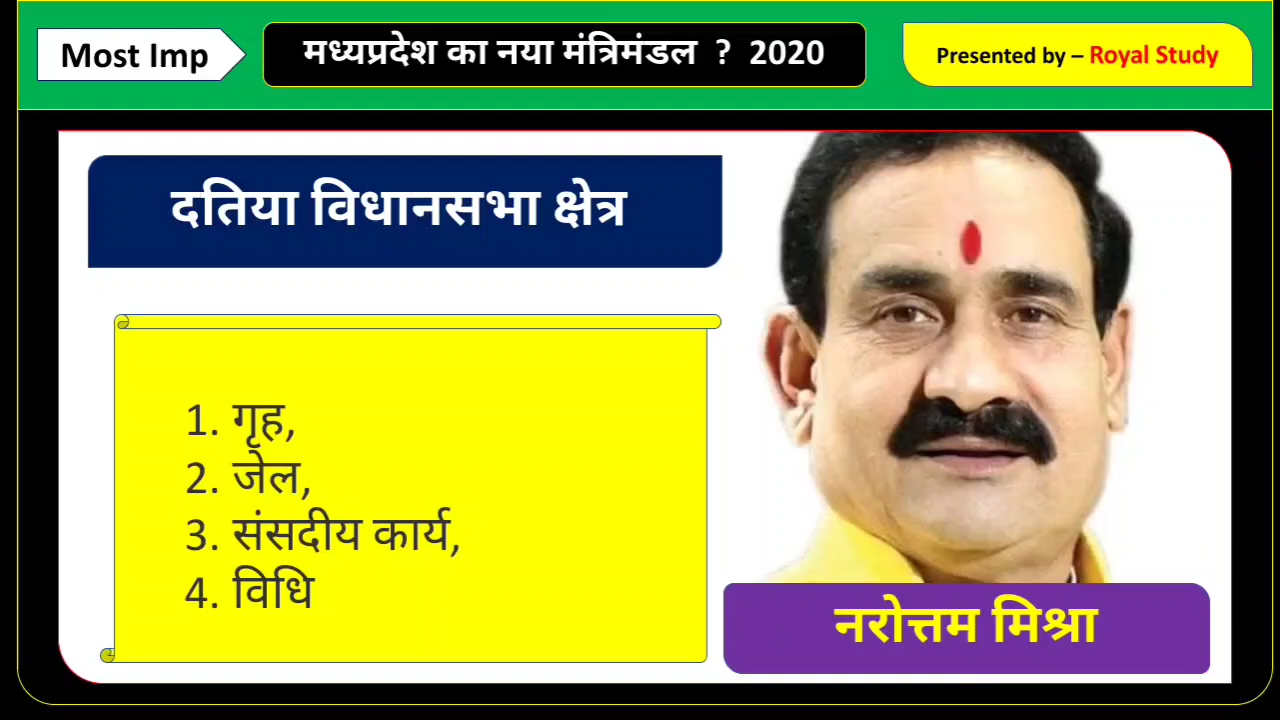 Most Imp
मध्यप्रदेश का नया मंत्रिमंडल ? 2020
Presented by – Royal Study
दतिया विधानसभा क्षेत्र
1. गृह,
2. जेल,
3. संसदीय कार्य,
4. विधि
नरोत्तम मिश्रा